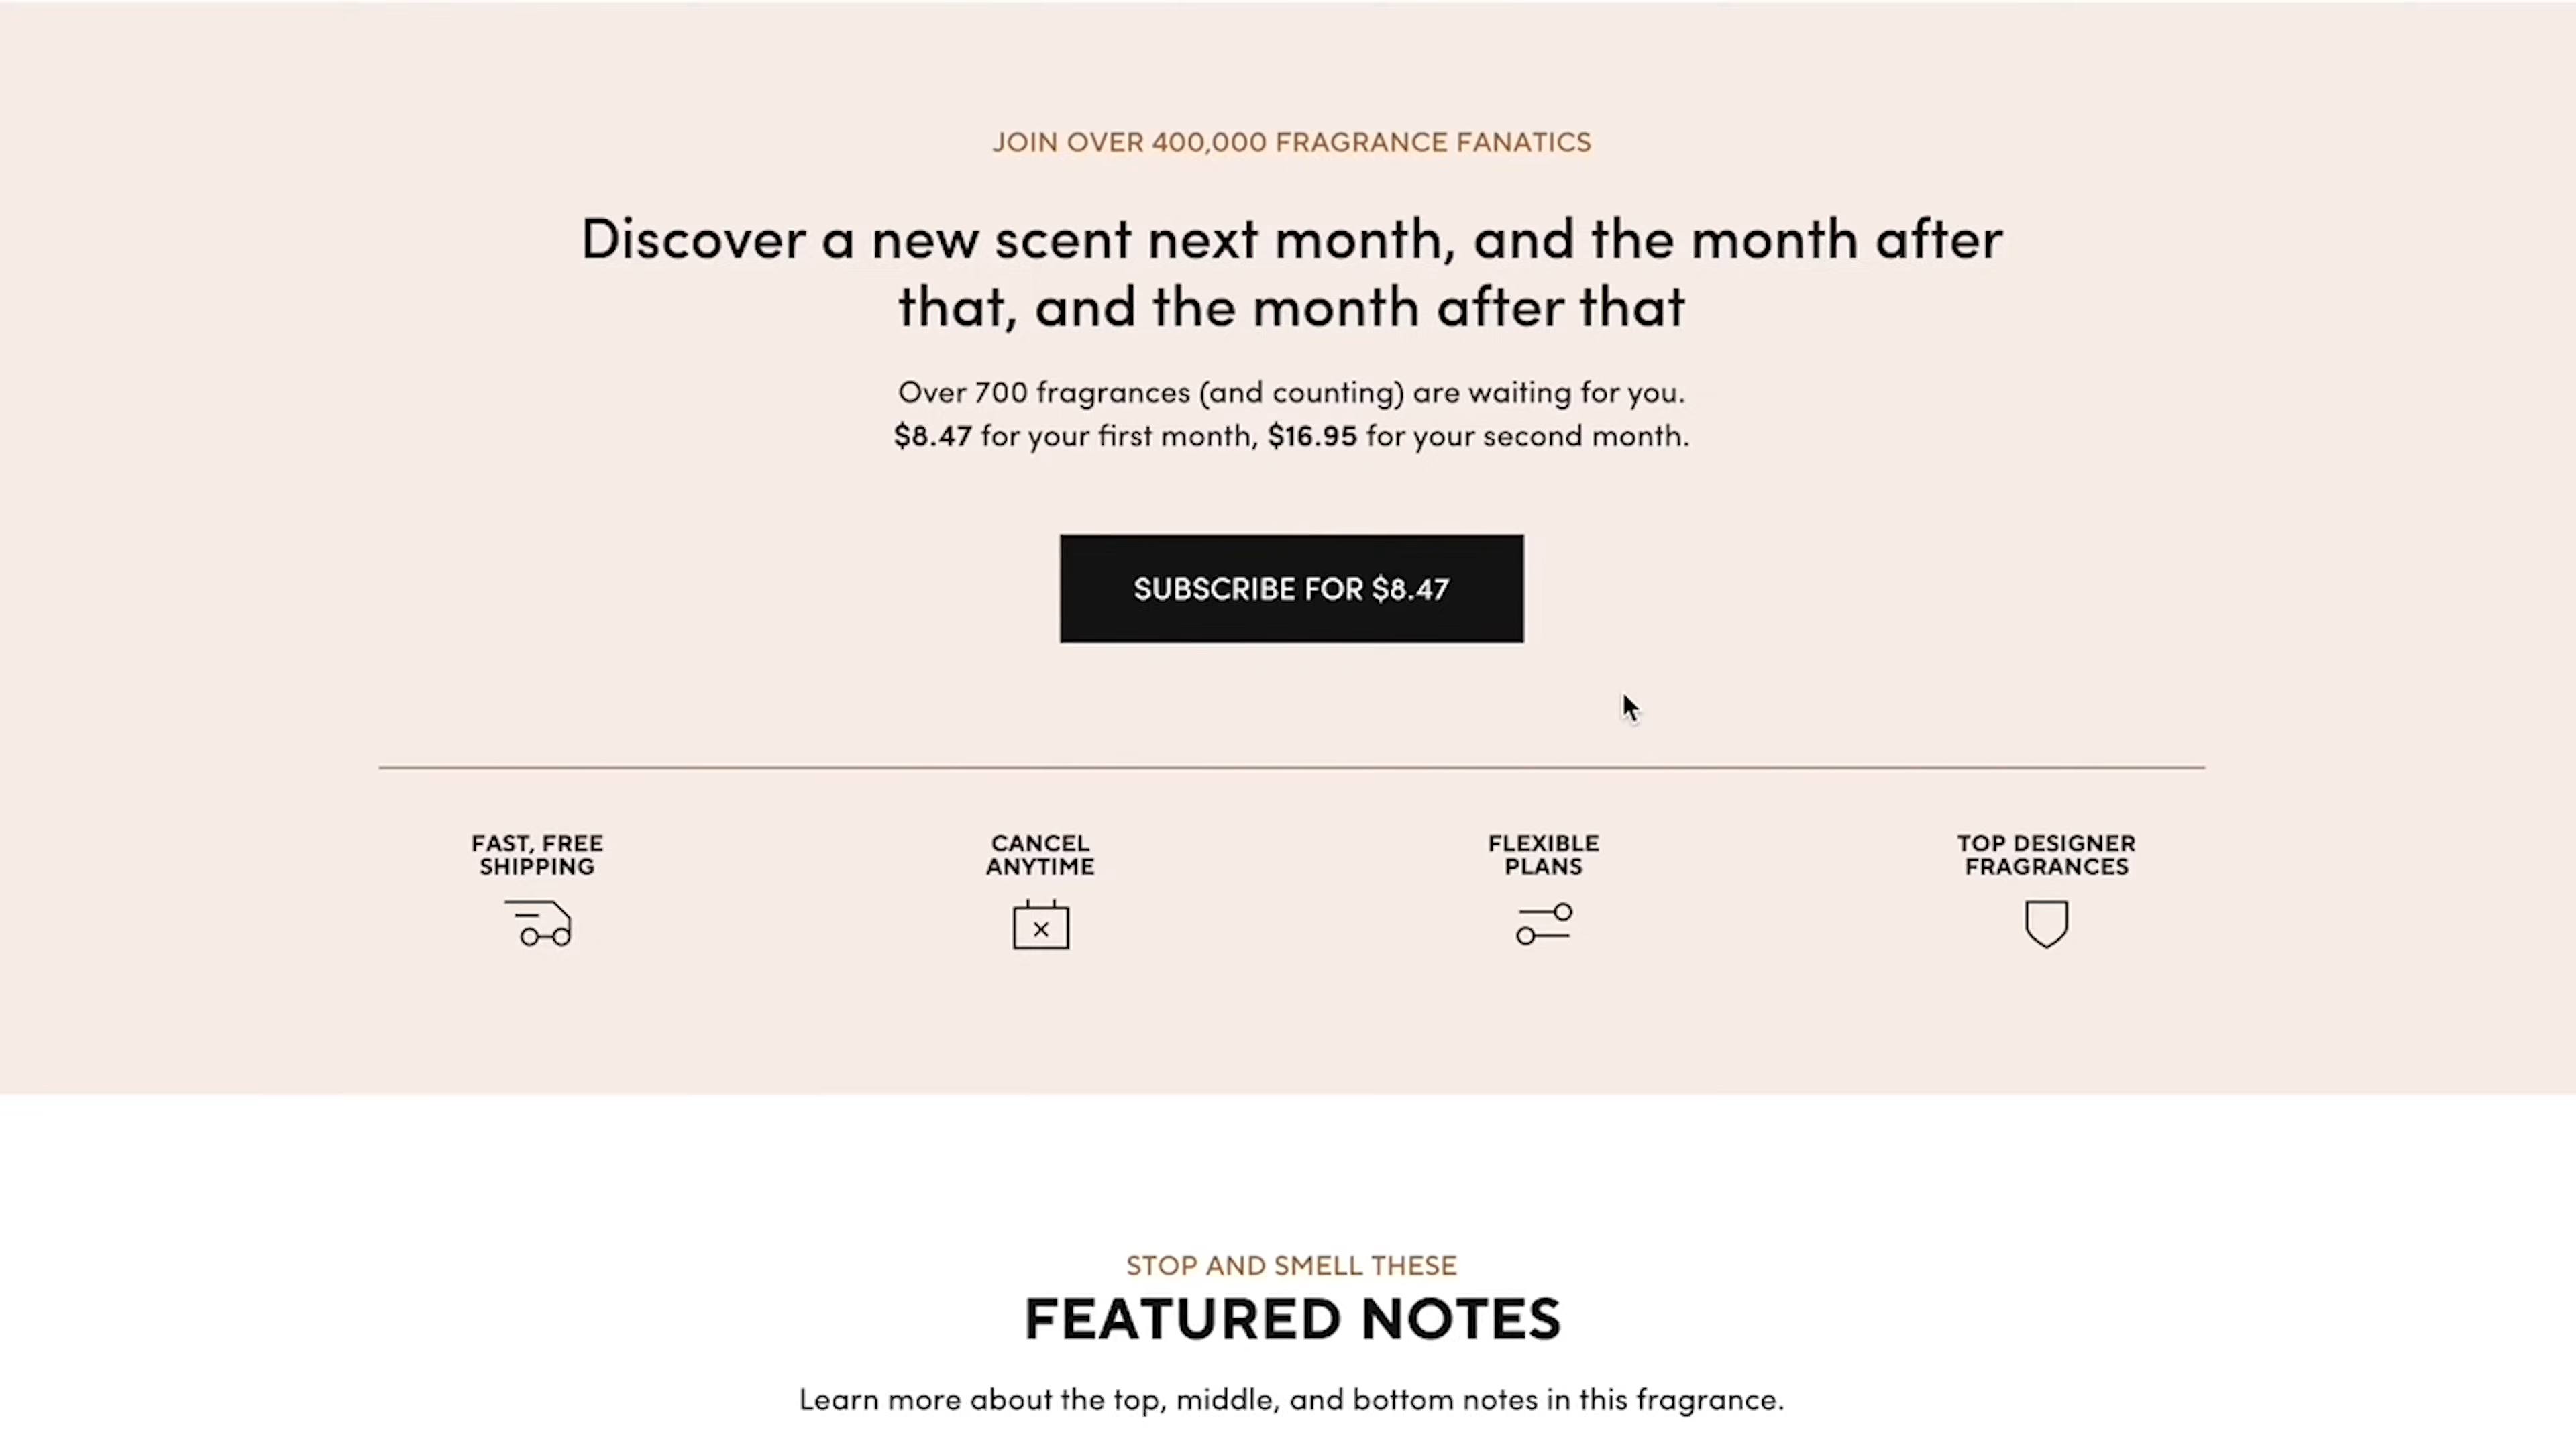 JOIN OVER 400,000 FRAGRANCE FANATICS
Discover a new scent next month, and the month after
that, and the month after that
Over 700 fragrances (and counting) are waiting for you.
$8.47 for your first month, $16.95 for your second month.
SUBSCRIBE FOR $8.47
FAST, FREE
SHIPPING
CANCEL
ANYTIME
FLEXIBLE
PLANS
TOP DESIGNER
FRAGRANCES
STOP AND SMELL THESE
FEATURED NOTES
Learn more about the top, middle, and bottom notes in this fragrance.